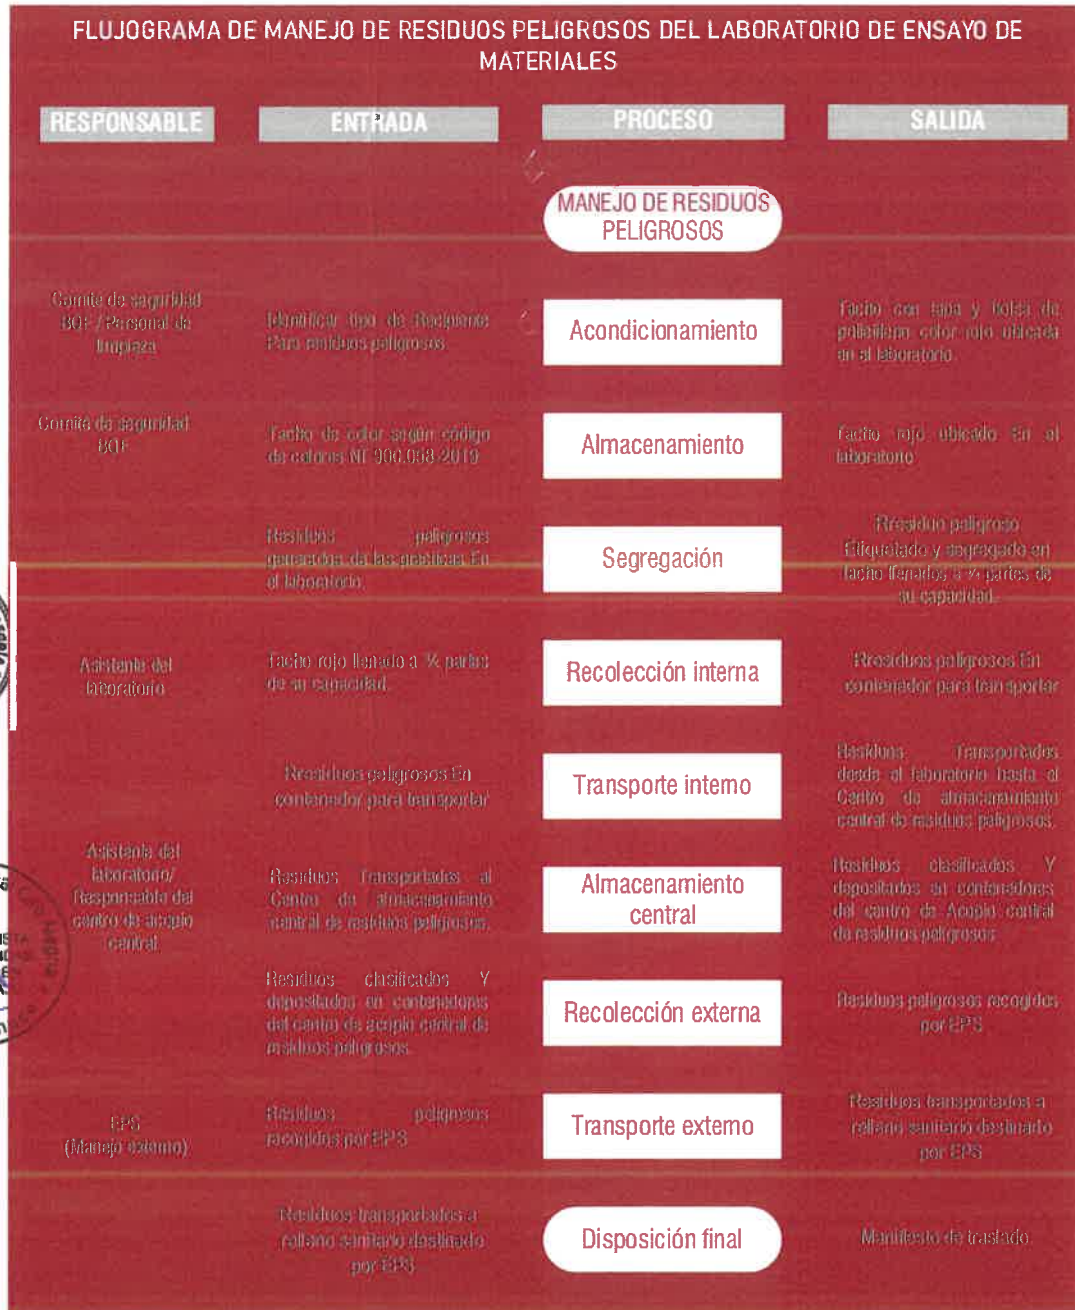 FLUJOGRAMA DE MANEJO DE RESIDUOS PELIGROSOS DEL LABORATORIO DE ENSAYO DE
MATERIALES
RESPONSABLE
ENTRADA
PROCESO
SALIDA
MANEJO DE RESIDUOS
PELIGROSOS
Comité de seguridad
BQF / Personal de
limpieza
Identificar tipo de Recipiente
Para residuos peligrosos.
Acondicionamiento
Tacho con tapa y bolsa de
polietileno color rojo ubicada
en el laboratorio.
Comité de seguridad
BQF
Tacho de color según código
de colores NT 900.058-2019
Almacenamiento
Tacho rojo ubicado En el
laboratorio
Residuos peligrosos
generados de las prácticas En
el laboratorio.
Segregación
Rresiduo peligroso
Etiquetado y segregado en
tacho llenados a ¾ partes de
su capacidad.
Asistente del
laboratorio
Tacho rojo llenado a ¾ partes
de su capacidad.
Recolección interna
Rresiduos peligrosos En
contenedor para transportar
Rresiduos peligrosos En
contenedor para transportar
Transporte interno
Residuos Transportados
desde el laboratorio hasta el
Centro de almacenamiento
central de residuos peligrosos.
Asistente del
laboratorio/
Responsable del
centro de acopio
central.
Residuos Transportados al
Centro de almacenamiento
central de residuos peligrosos.
Almacenamiento
central
Residuos clasificados Y
depositados en contenedores
del centro de Acopio central
de residuos peligrosos
Residuos clasificados Y
depositados en contenedores
del centro de acopio central de
residuos peligrosos.
Recolección externa
Residuos peligrosos recogidos
por EPS
EPS
(Manejo externo)
Residuos peligrosos
recogidos por EPS
Transporte externo
Residuos transportados a
relleno sanitario destinado
por EPS
Residuos transportados a
relleno sanitario destinado
por EPS
Disposición final
Manifiesto de traslado.